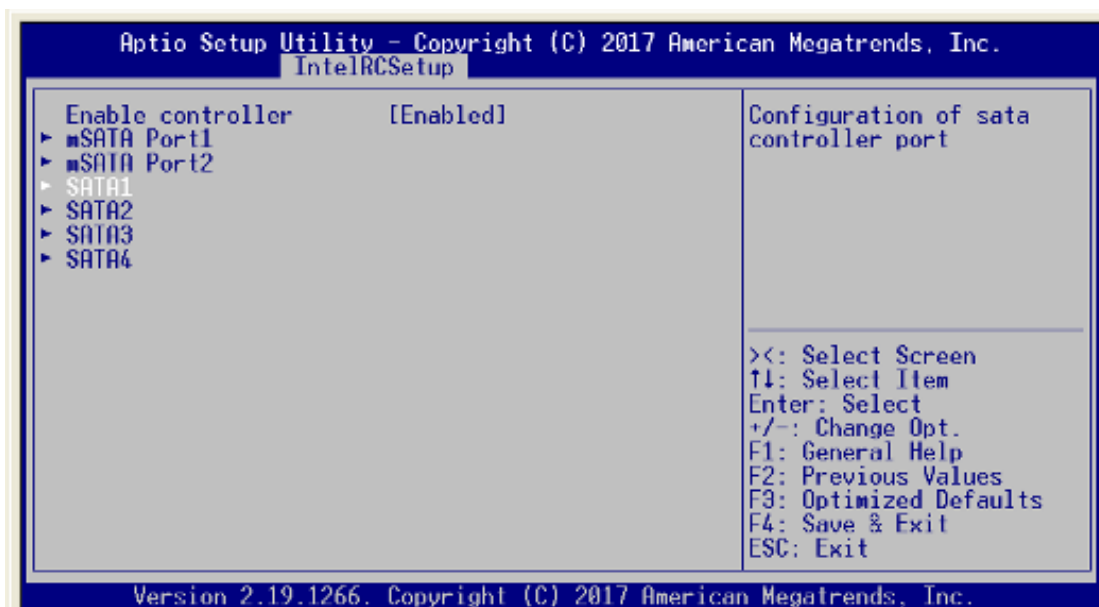 Aptio Setup Utility – Copyright (C) 2017 American Megatrends, Inc.
IntelRCSetup
Enable controller [Enabled]
► mSATA Port1
► mSATA Port2
► SATA1
► SATA2
► SATA3
► SATA4
Configuration of sata
controller port
><: Select Screen
↑↓: Select Item
Enter: Select
+/-: Change Opt.
F1: General Help
F2: Previous Values
F3: Optimized Defaults
F4: Save & Exit
ESC: Exit
Version 2.19.1266. Copyright (C) 2017 American Megatrends, Inc.